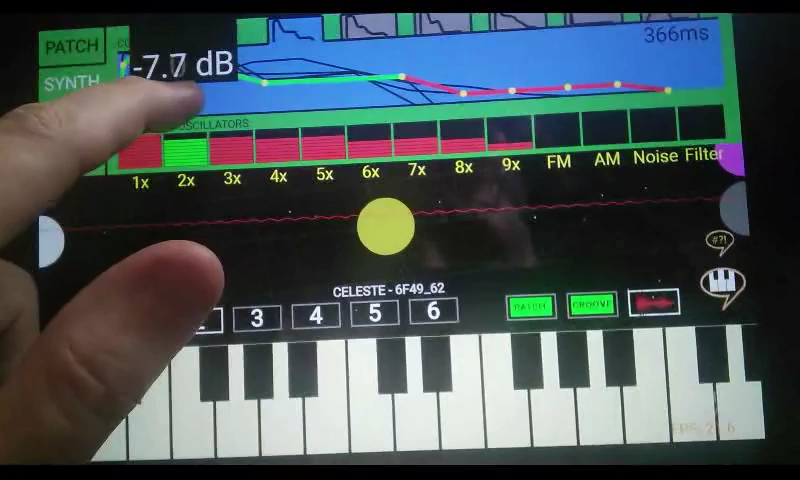 PATCH
366ms
-7.7 dB
SYNTH
OSCILLATORS
1x 2x 3x 4x 5x 6x 7x 8x 9x FM AM Noise Filter
#?!
CELESTE - 6F49_62
3 4 5 6
PATCH GROOVE